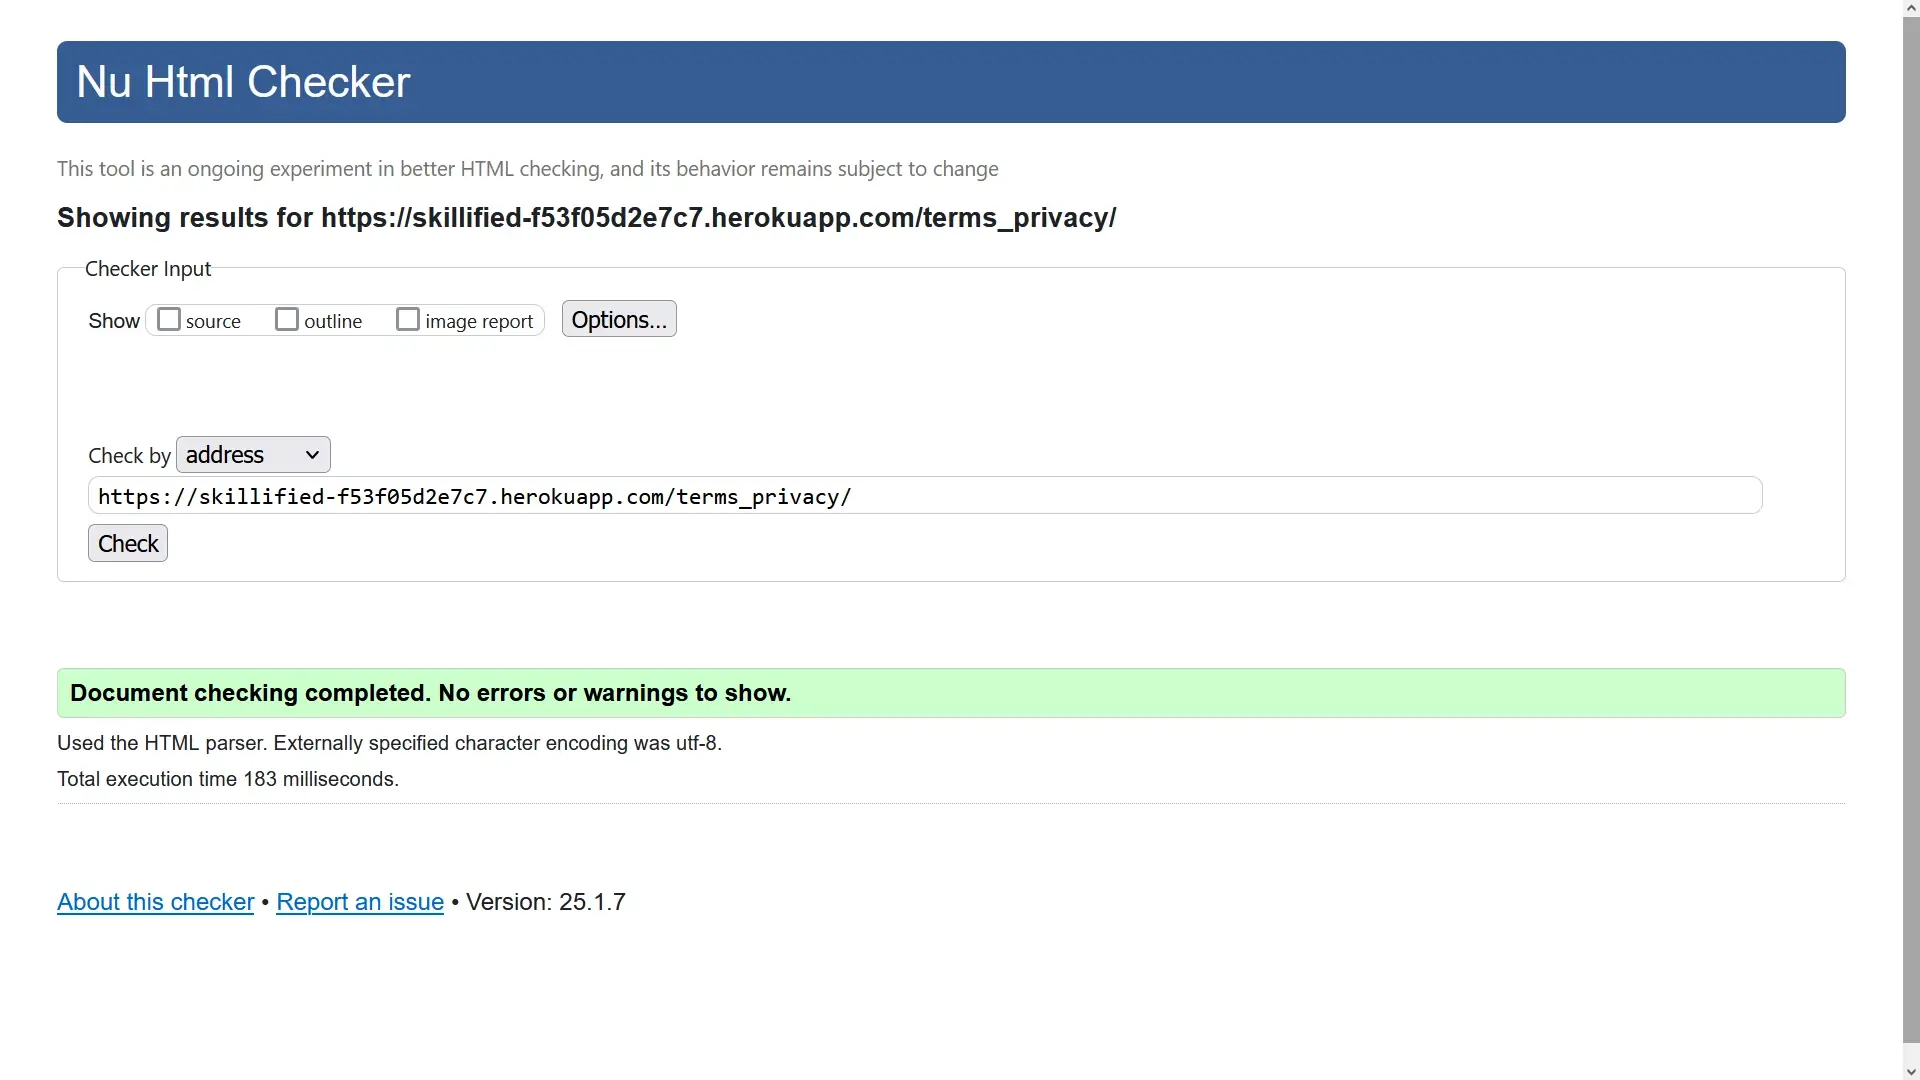 Nu Html Checker
This tool is an ongoing experiment in better HTML checking, and its behavior remains subject to change
Showing results for https://skillified-f53f05d2e7c7.herokuapp.com/terms_privacy/
Checker Input
Show source outline image report Options...
Check by address
https://skillified-f53f05d2e7c7.herokuapp.com/terms_privacy/
Check
Document checking completed. No errors or warnings to show.
Used the HTML parser. Externally specified character encoding was utf-8.
Total execution time 183 milliseconds.
About this checker • Report an issue • Version: 25.1.7